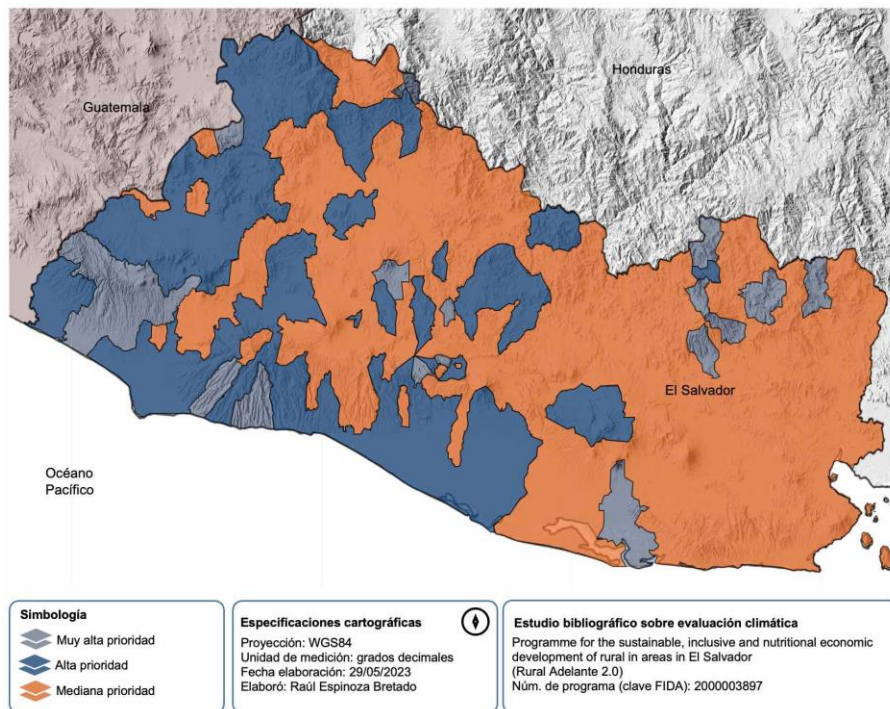 Guatemala
Honduras
El Salvador
Océano
Pacífico
Simbología
Muy alta prioridad
Alta prioridad
Mediana prioridad
Especificaciones cartográficas
Proyección: WGS84
Unidad de medición: grados decimales
Fecha elaboración: 29/05/2023
Elaboró: Raúl Espinoza Bretado
Estudio bibliográfico sobre evaluación climática
Programme for the sustainable, inclusive and nutritional economic
development of rural in areas in El Salvador
(Rural Adelante 2.0)
Núm. de programa (clave FIDA): 2000003897